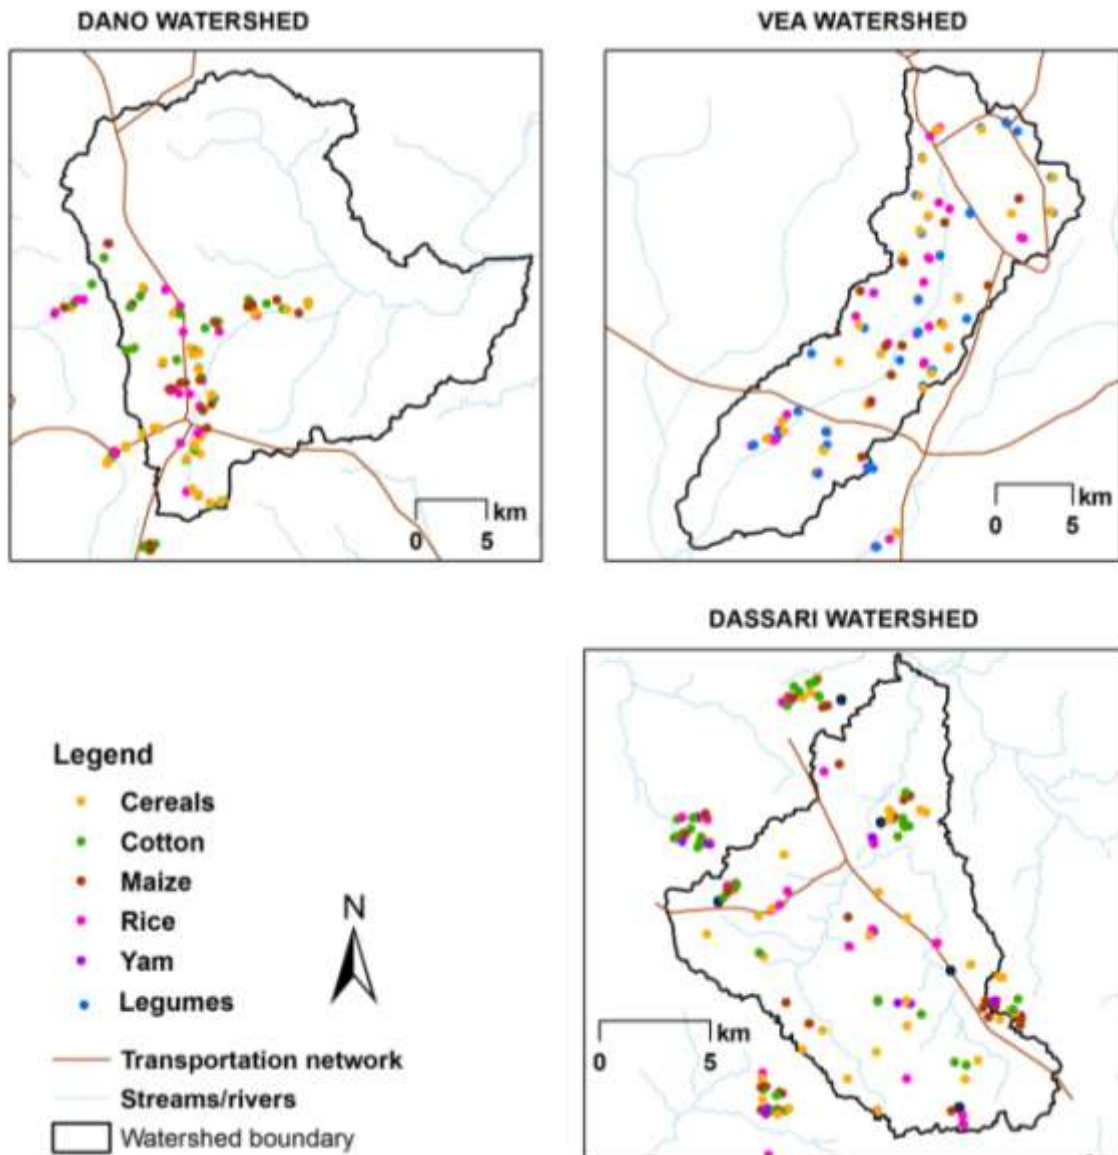 DANO WATERSHED
VEA WATERSHED
km
0 5
km
0 5
DASSARI WATERSHED
km
0 5
Legend
Cereals
Cotton
Maize
Rice
Yam
Legumes
N
Transportation network
Streams/rivers
Watershed boundary